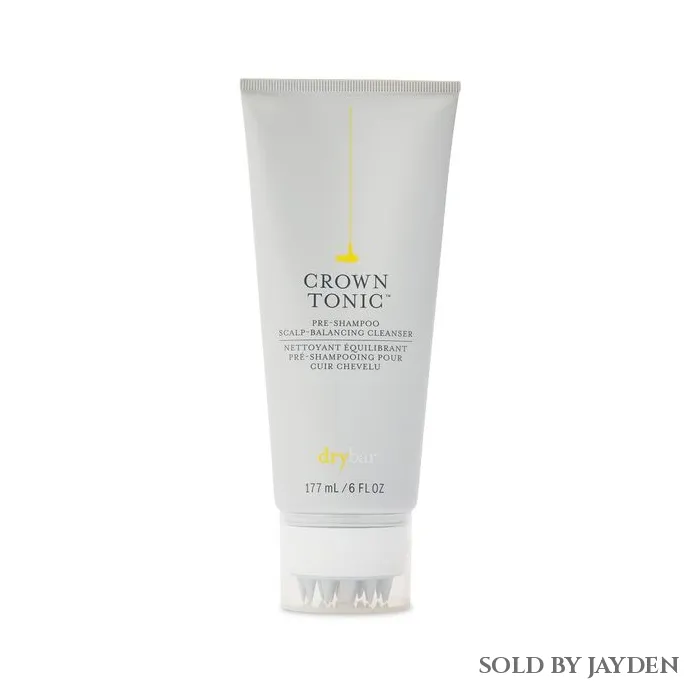 CROWN
TONIC™
PRE-SHAMPOO
SCALP-BALANCING CLEANSER
NETTOYANT ÉQUILIBRANT
PRÉ-SHAMPOOING POUR
CUIR CHEVELU
drybar
177 mL/6 FL OZ
SOLD BY JAYDEN